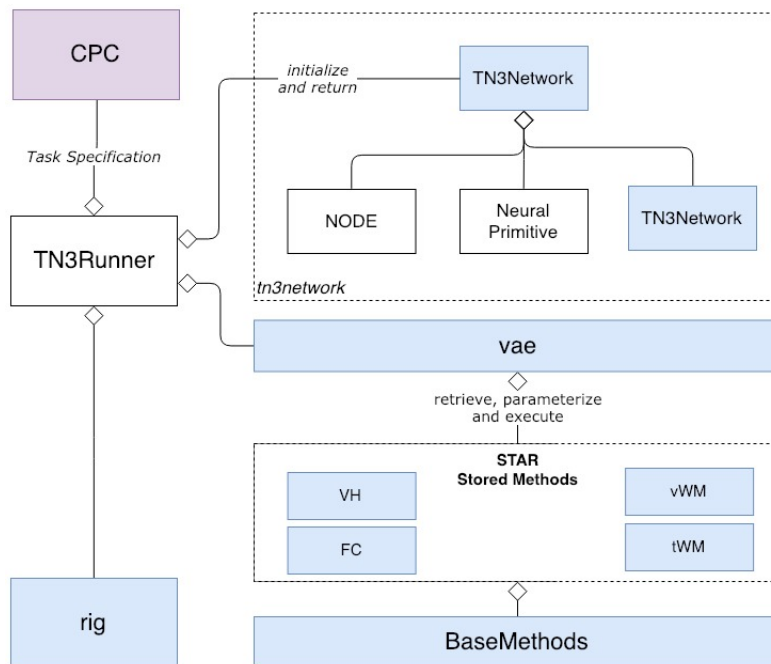 CPC
initialize
and return
TN3Network
Task Specification
NODE
Neural
Primitive
TN3Network
TN3Runner
tn3network
vae
retrieve, parameterize
and execute
STAR
Stored Methods
VH
vWM
FC
tWM
rig
BaseMethods